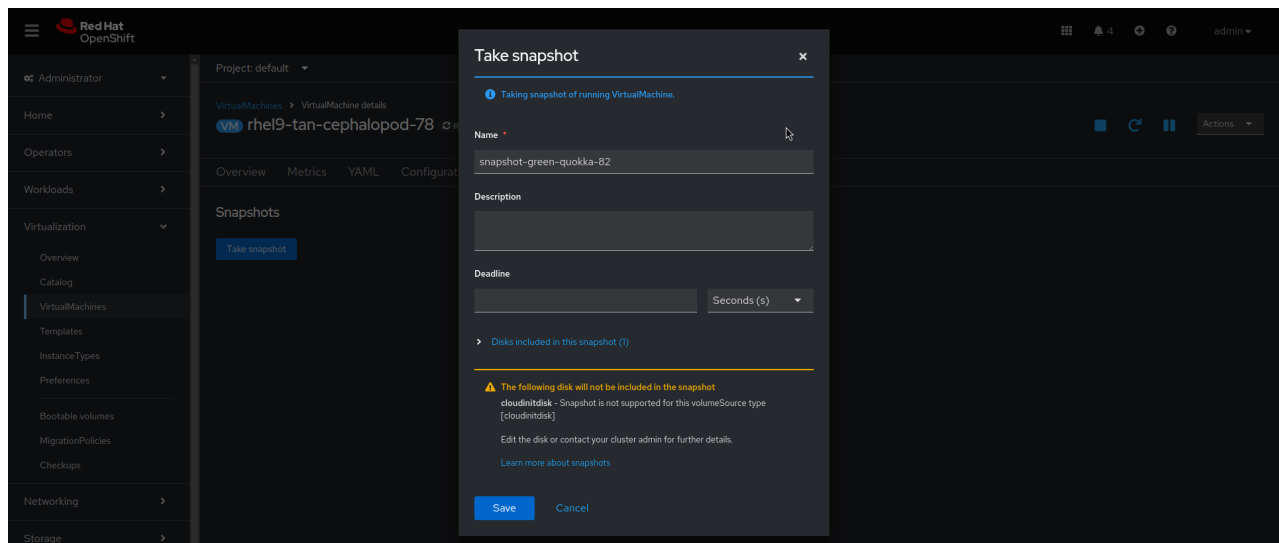 Red Hat
OpenShift
4
admin
Administrator
Home
Operators
Workloads
Virtualization
Overview
Catalog
VirtualMachines
Templates
InstanceTypes
Preferences
Bootable volumes
MigrationPolicies
Checkups
Networking
Storage
Project: default
VirtualMachines > VirtualMachine details
VM rhel9-tan-cephalopod-78
Actions
Overview Metrics YAML Configurat
Snapshots
Take snapshot
Take snapshot
Taking snapshot of running VirtualMachine.
Name *
snapshot-green-quokka-82
Description
Deadline
Seconds (s)
Disks included in this snapshot (1)
The following disk will not be included in the snapshot
cloudinitdisk - Snapshot is not supported for this volumeSource type
[cloudinitdisk]
Edit the disk or contact your cluster admin for further details.
Learn more about snapshots
Save Cancel